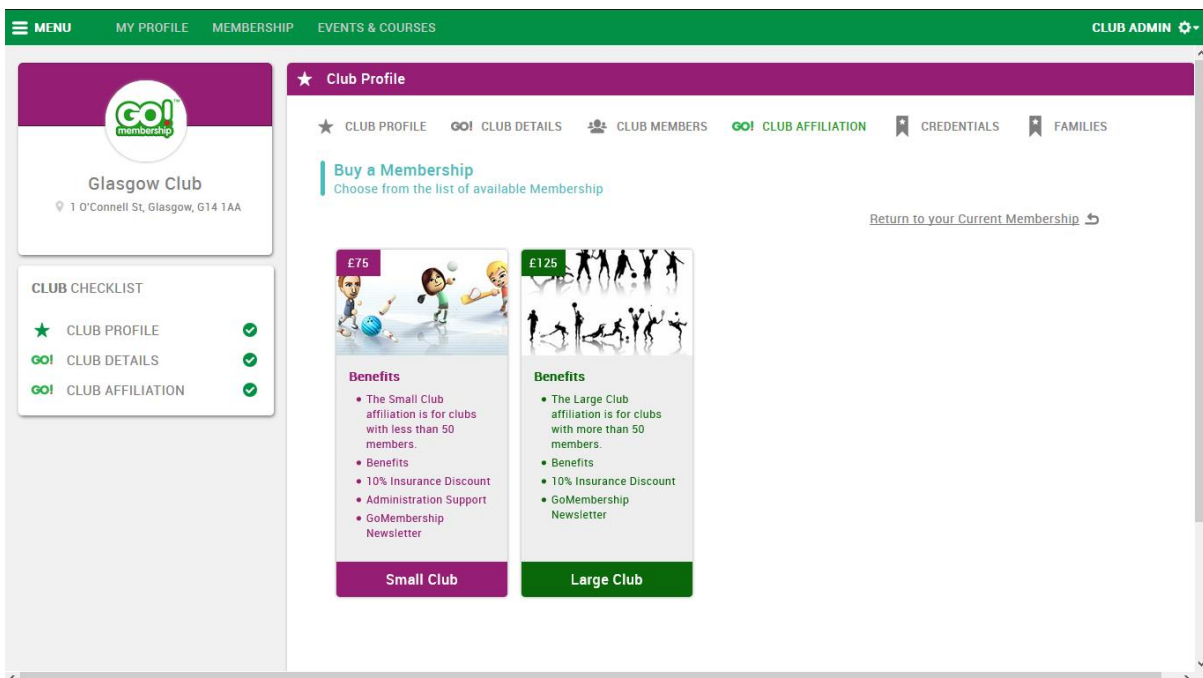 MENU MY PROFILE MEMBERSHIP EVENTS & COURSES CLUB ADMIN
GO!™
membership
Glasgow Club
1 O'Connell St, Glasgow, G14 1AA
CLUB CHECKLIST
CLUB PROFILE
GO! CLUB DETAILS
GO! CLUB AFFILIATION
Club Profile
CLUB PROFILE GO! CLUB DETAILS CLUB MEMBERS GO! CLUB AFFILIATION CREDENTIALS FAMILIES
Buy a Membership
Choose from the list of available Membership
Return to your Current Membership
£75
Benefits
• The Small Club
affiliation is for clubs
with less than 50
members.
• Benefits
• 10% Insurance Discount
• Administration Support
• GoMembership
Newsletter
Small Club
£125
Benefits
• The Large Club
affiliation is for clubs
with more than 50
members.
• Benefits
• 10% Insurance Discount
• GoMembership
Newsletter
Large Club